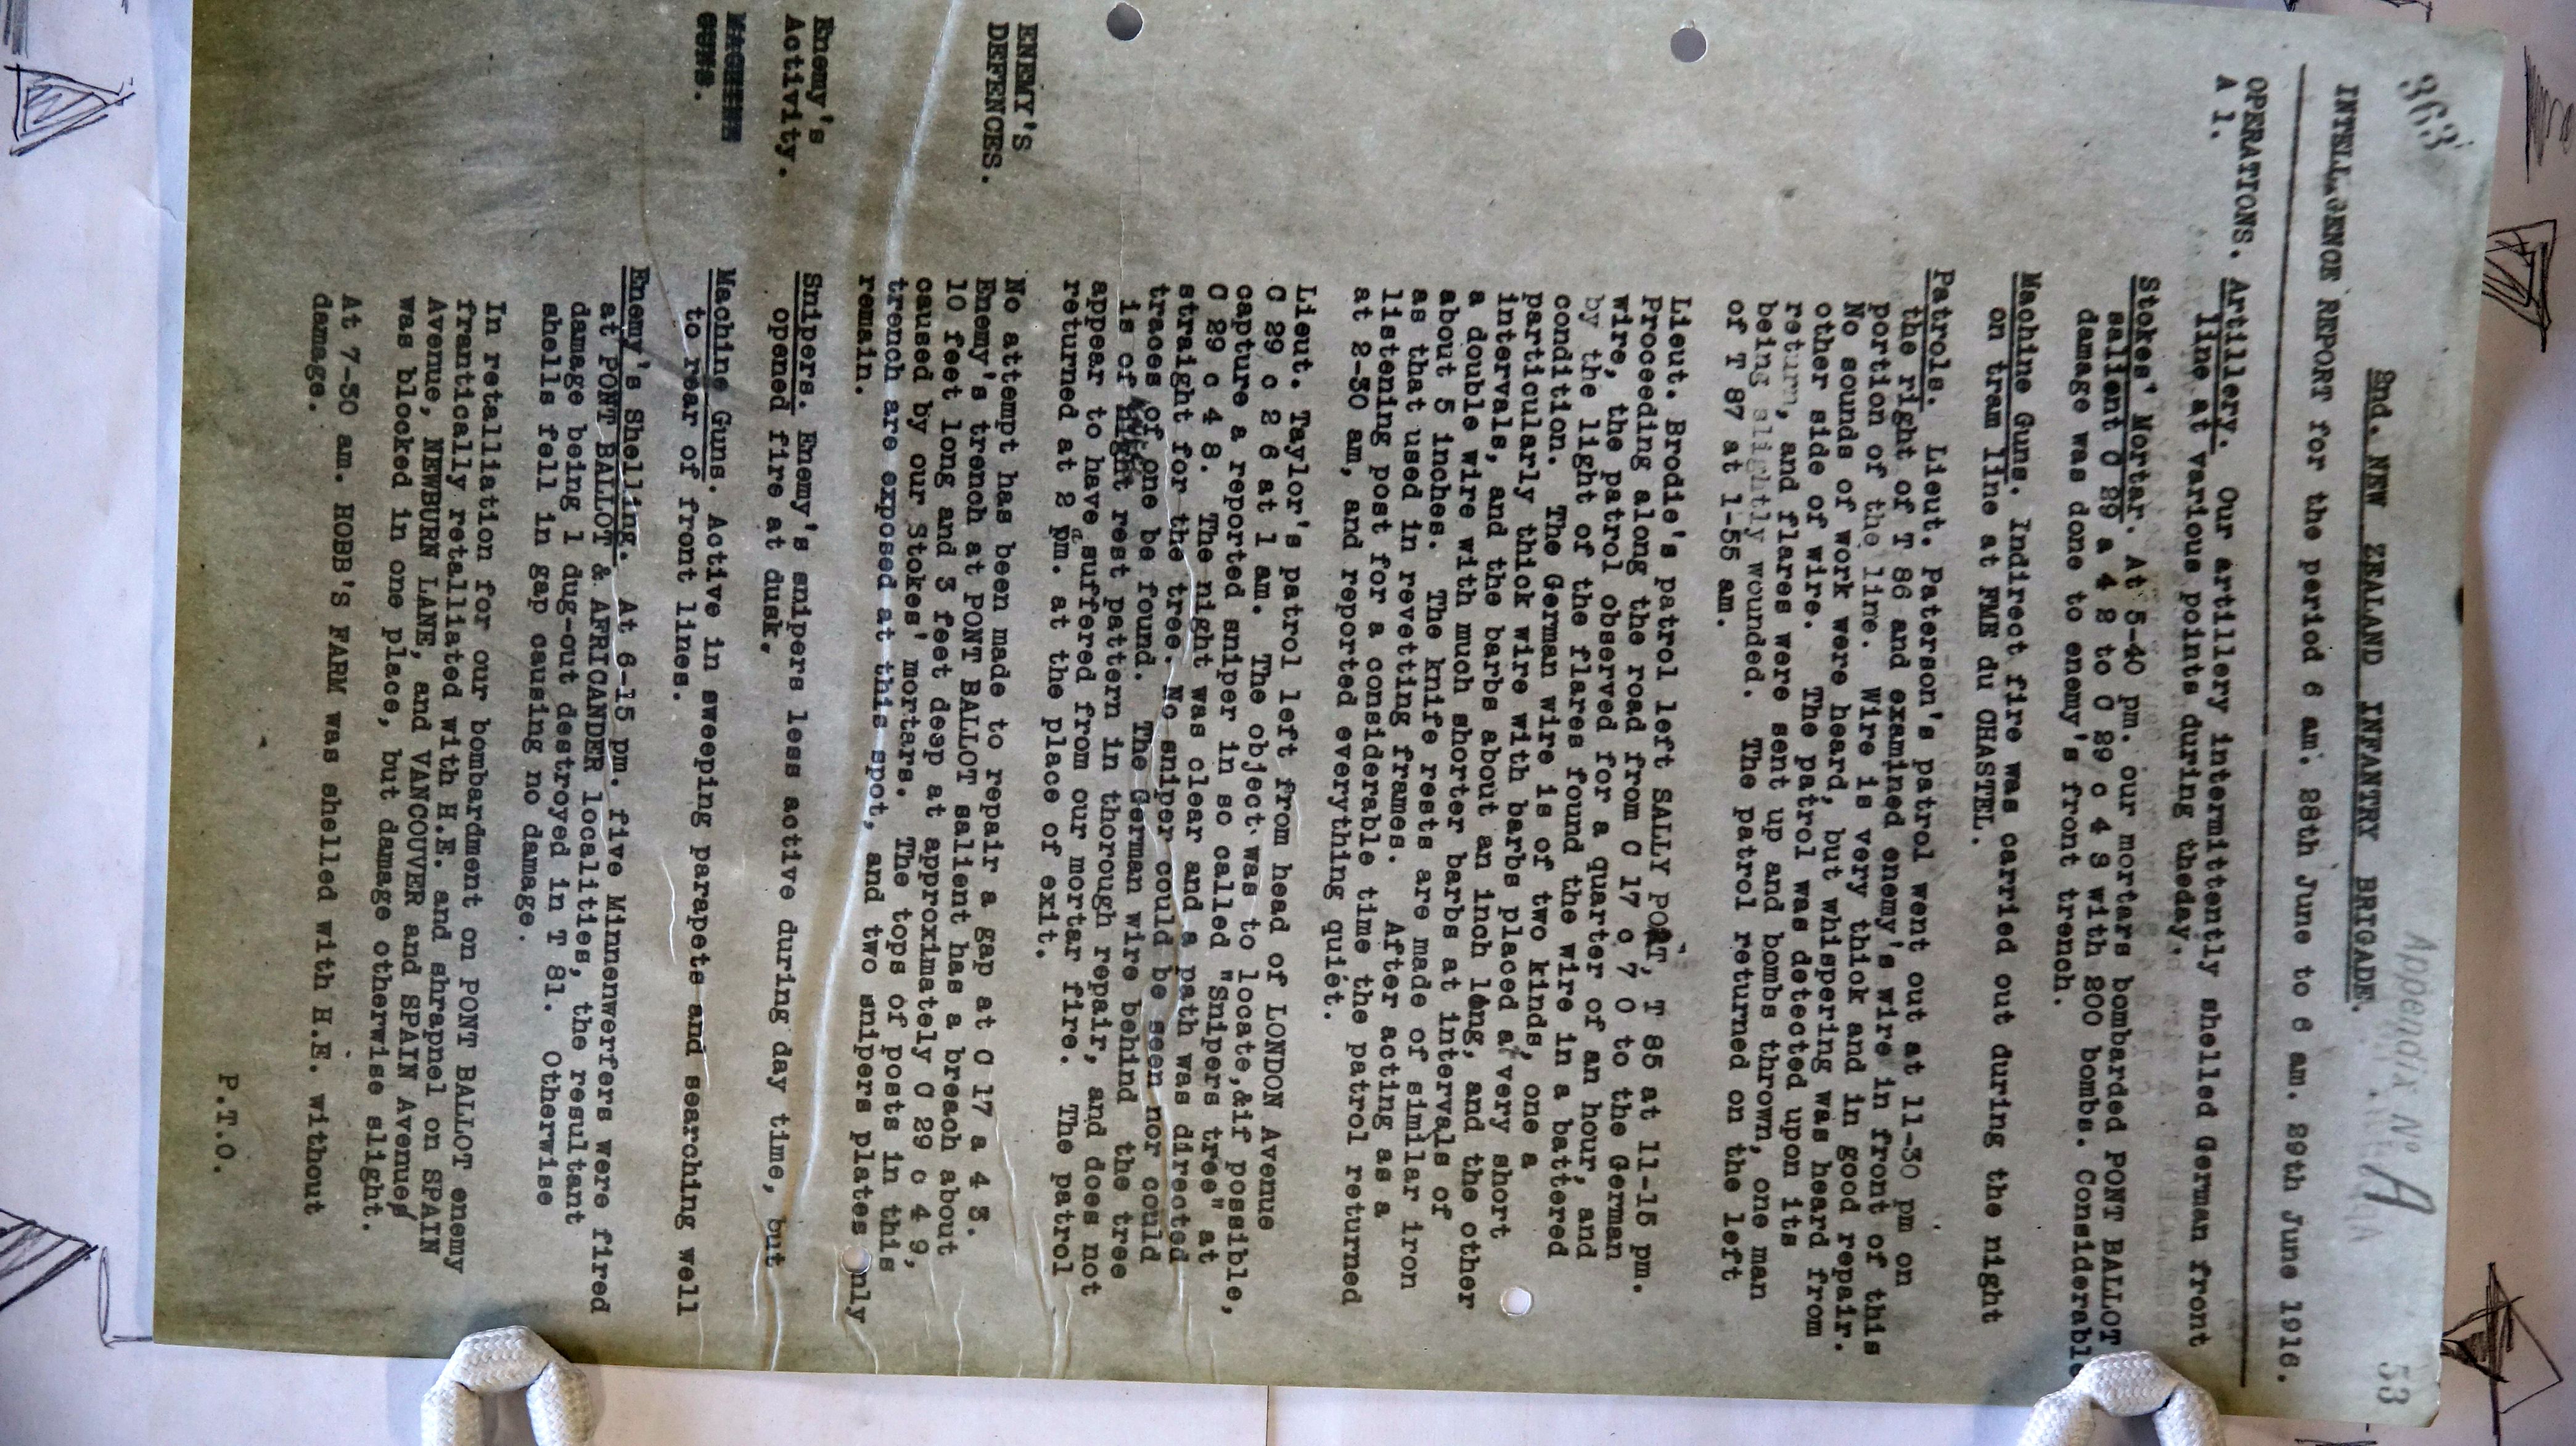 363
Appendix No A
53
2nd. NEW ZEALAND INFANTRY BRIGADE.
INTELLIGENCE REPORT for the period 6 am. 28th June to 6 am. 29th June 1916.
OPERATIONS. Artillery. Our artillery intermittently shelled German front
A 1. line at various points during theday.
Stokes' Mortar. At 5-40 pm. our mortars bombarded PONT BALLOT
salient C 29 a 4 2 to C 29 c 4 9 with 200 bombs. Considerable
damage was done to enemy's front trench.
Machine Guns. Indirect fire was carried out during the night
on tram line at FME du CHASTEL.
Patrols. Lieut. Paterson's patrol went out at 11-30 pm on
the right of T 86 and examined enemy's wire in front of this
portion of the line. Wire is very thick and in good repair.
No sounds of work were heard, but whispering was heard from
other side of wire. The patrol was detected upon its
return, and flares were sent up and bombs thrown, one man
being slightly wounded. The patrol returned on the left
of T 87 at 1-55 am.
Lieut. Brodie's patrol left SALLY PORT, T 85 at 11-15 pm.
Proceeding along the road from C 17 c 7 0 to the German
wire, the patrol observed for a quarter of an hour, and
by the light of the flares found the wire in a battered
condition. The German wire is of two kinds, one a
particularly thick wire with barbs placed at very short
intervals, and the barbs about an inch long, and the other
a double wire with much shorter barbs at intervals of
about 5 inches. The knife rests are made of similar iron
as that used in revetting frames. After acting as a
listening post for a considerable time the patrol returned
at 2-30 am, and reported everything quiet.
Lieut. Taylor's patrol left from head of LONDON Avenue
C 29 c 2 6 at 1 am. The object was to locate,&if possible,
capture a reported sniper in so called "Snipers tree" at
C 29 c 4 8. The night was clear and a path was directed
straight for the tree. No sniper could be seen nor could
traces of one be found. The German wire behind the tree
is of rest pattern in thorough repair, and does not
appear to have suffered from our mortar fire. The patrol
returned at 2 am. at the place of exit.
ENEMY'S No attempt has been made to repair a gap at C 17 a 4 3.
DEFENCES. Enemy's trench at PONT BALLOT salient has a breach about
10 feet long and 3 feet deep at approximately C 29 c 4 9,
caused by our Stokes' mortars. The tops of posts in this
trench are exposed at this spot, and two snipers plates only
remain.
Enemy's Snipers. Enemy's snipers less active during day time, but
Activity. opened fire at dusk.
MACHINE Machine Guns. Active in sweeping parapete and searching well
GUNS. to rear of front lines.
Enemy's Shelling. At 6-15 pm. five Minnenwerfers were fired
at PONT BALLOT & AFRICANDER localities, the resultant
damage being 1 dug-out destroyed in T 81. Otherwise
shells fell in gap causing no damage.
In retalliation for our bombardment on PONT BALLOT enemy
frantically retalliated with H.E. and shrapnel on SPAIN
Avenue, NEWBURN LANE, and VANCOUVER and SPAIN Avenue
was blocked in one place, but damage otherwise slight.
At 7-30 am. HOBB'S FARM was shelled with H.E. without
damage.
P.T.O.